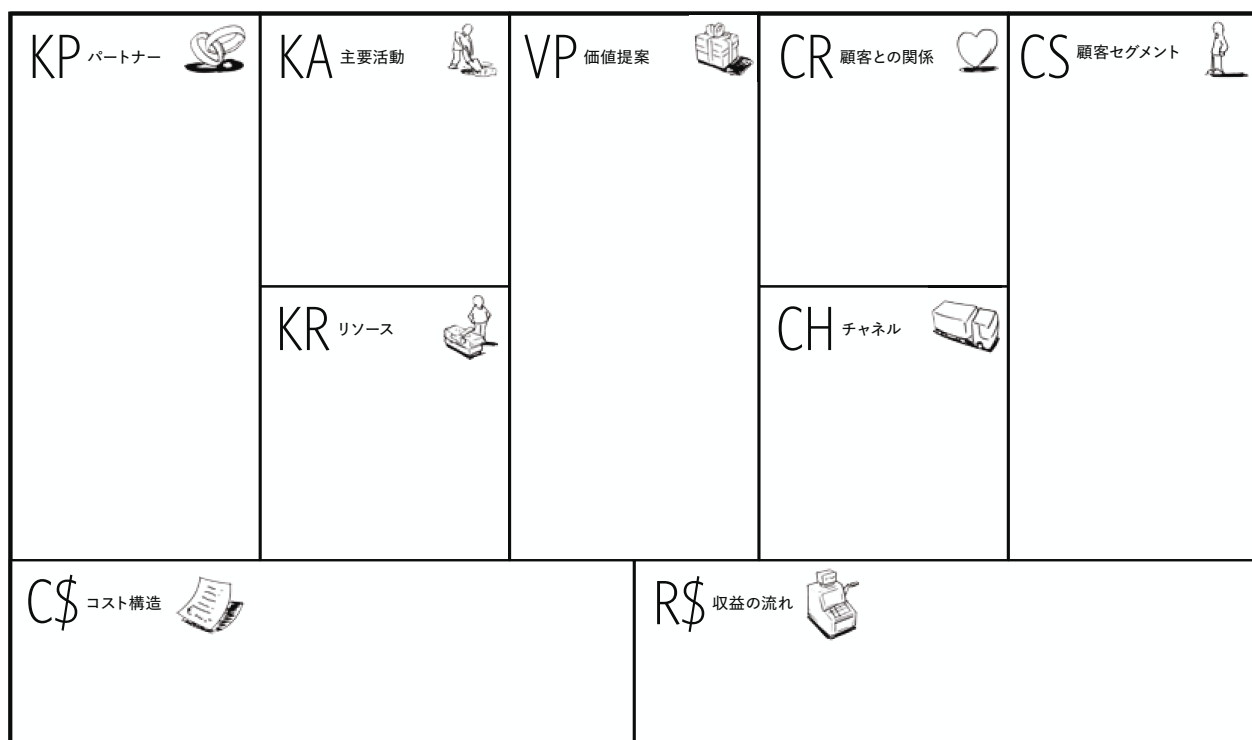 KP パートナー
KA 主要活動
VP 価値提案
CR 顧客との関係
CS 顧客セグメント
KR リソース
CH チャネル
C$ コスト構造
R$ 収益の流れ